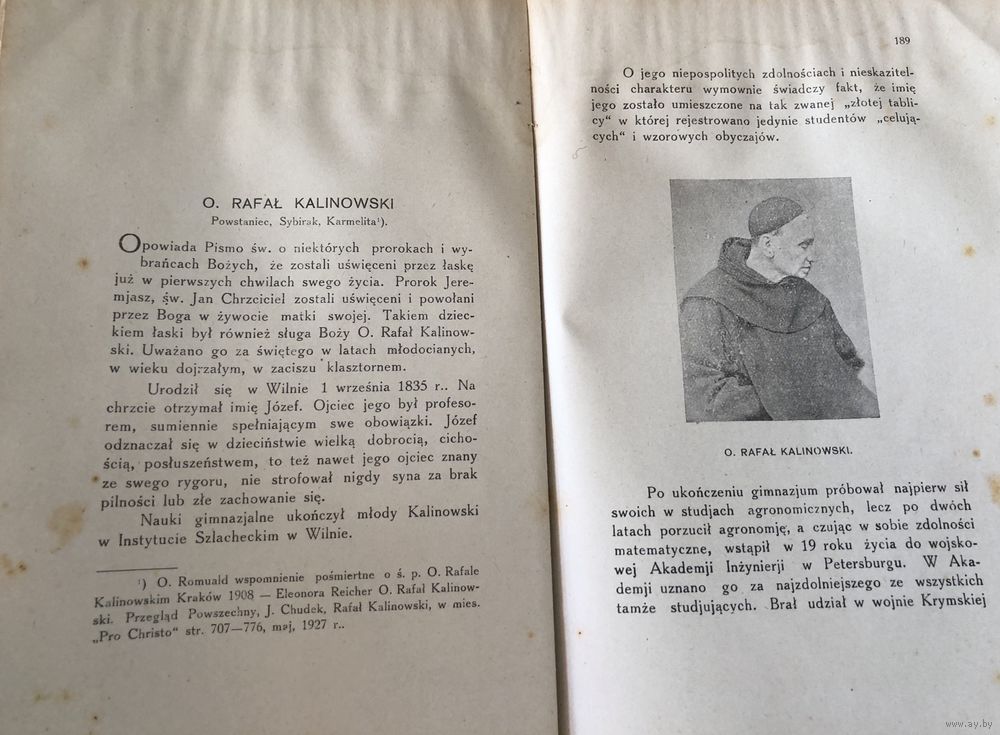 O. RAFAŁ KALINOWSKI
Powstaniec, Sybirak, Karmelita¹).
Opowiada Pismo św. o niektórych prorokach i wy-
brańcach Bożych, że zostali uświęceni przez łaskę
już w pierwszych chwilach swego życia. Prorok Jere-
mjasz, św. Jan Chrzciciel zostali uświęceni i powołani
przez Boga w żywocie matki swojej. Takiem dziec-
kiem łaski był również sługa Boży O. Rafał Kalinow-
ski. Uważano go za świętego w latach młodocianych,
w wieku dojrzałym, w zaciszu klasztornem.
Urodził się w Wilnie 1 września 1835 r.. Na
chrzcie otrzymał imię Józef. Ojciec jego był profeso-
rem, sumiennie spełniającym swe obowiązki. Józef
odznaczał się w dzieciństwie wielką dobrocią, cicho-
ścią, posłuszeństwem, to też nawet jego ojciec znany
ze swego rygoru, nie strofował nigdy syna za brak
pilności lub złe zachowanie się.
Nauki gimnazjalne ukończył młody Kalinowski
w Instytucie Szlacheckim w Wilnie.
¹) O. Romuald wspomnienie pośmiertne o ś. p. O. Rafale
Kalinowskim Kraków 1908 — Eleonora Reicher O. Rafał Kalinow-
ski. Przegląd Powszechny, J. Chudek, Rafał Kalinowski, w mies.
„Pro Christo“ str. 707—776, maj, 1927 r..
189
O jego niepospolitych zdolnościach i nieskazitel-
ności charakteru wymownie świadczy fakt, że imię
jego zostało umieszczone na tak zwanej „złotej tabli-
cy“ w której rejestrowano jedynie studentów „celują-
cych“ i wzorowych obyczajów.
O. RAFAŁ KALINOWSKI.
Po ukończeniu gimnazjum próbował najpierw sił
swoich w studjach agronomicznych, lecz po dwóch
latach porzucił agronomję, a czując w sobie zdolności
matematyczne, wstąpił w 19 roku życia do wojsko-
wej Akademji Inżynierji w Petersburgu. W Aka-
demji uznano go za najzdolniejszego ze wszystkich
tamże studjujących. Brał udział w wojnie Krymskiej
www.ay.by